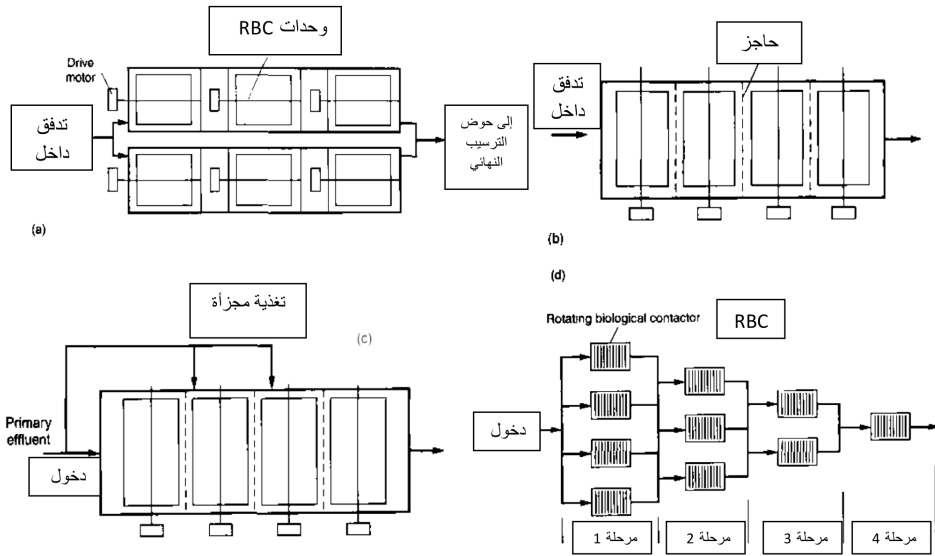 وحدات RBC
Drive
motor
تدفق
داخل
إلى حوض
الترسيب
النهائي
(a)
حاجز
تدفق
داخل
(b)
تغذية مجزأة
(c)
Primary
effluent
دخول
(d)
Rotating biological contactor
RBC
دخول
مرحلة 1
مرحلة 2
مرحلة 3
مرحلة 4